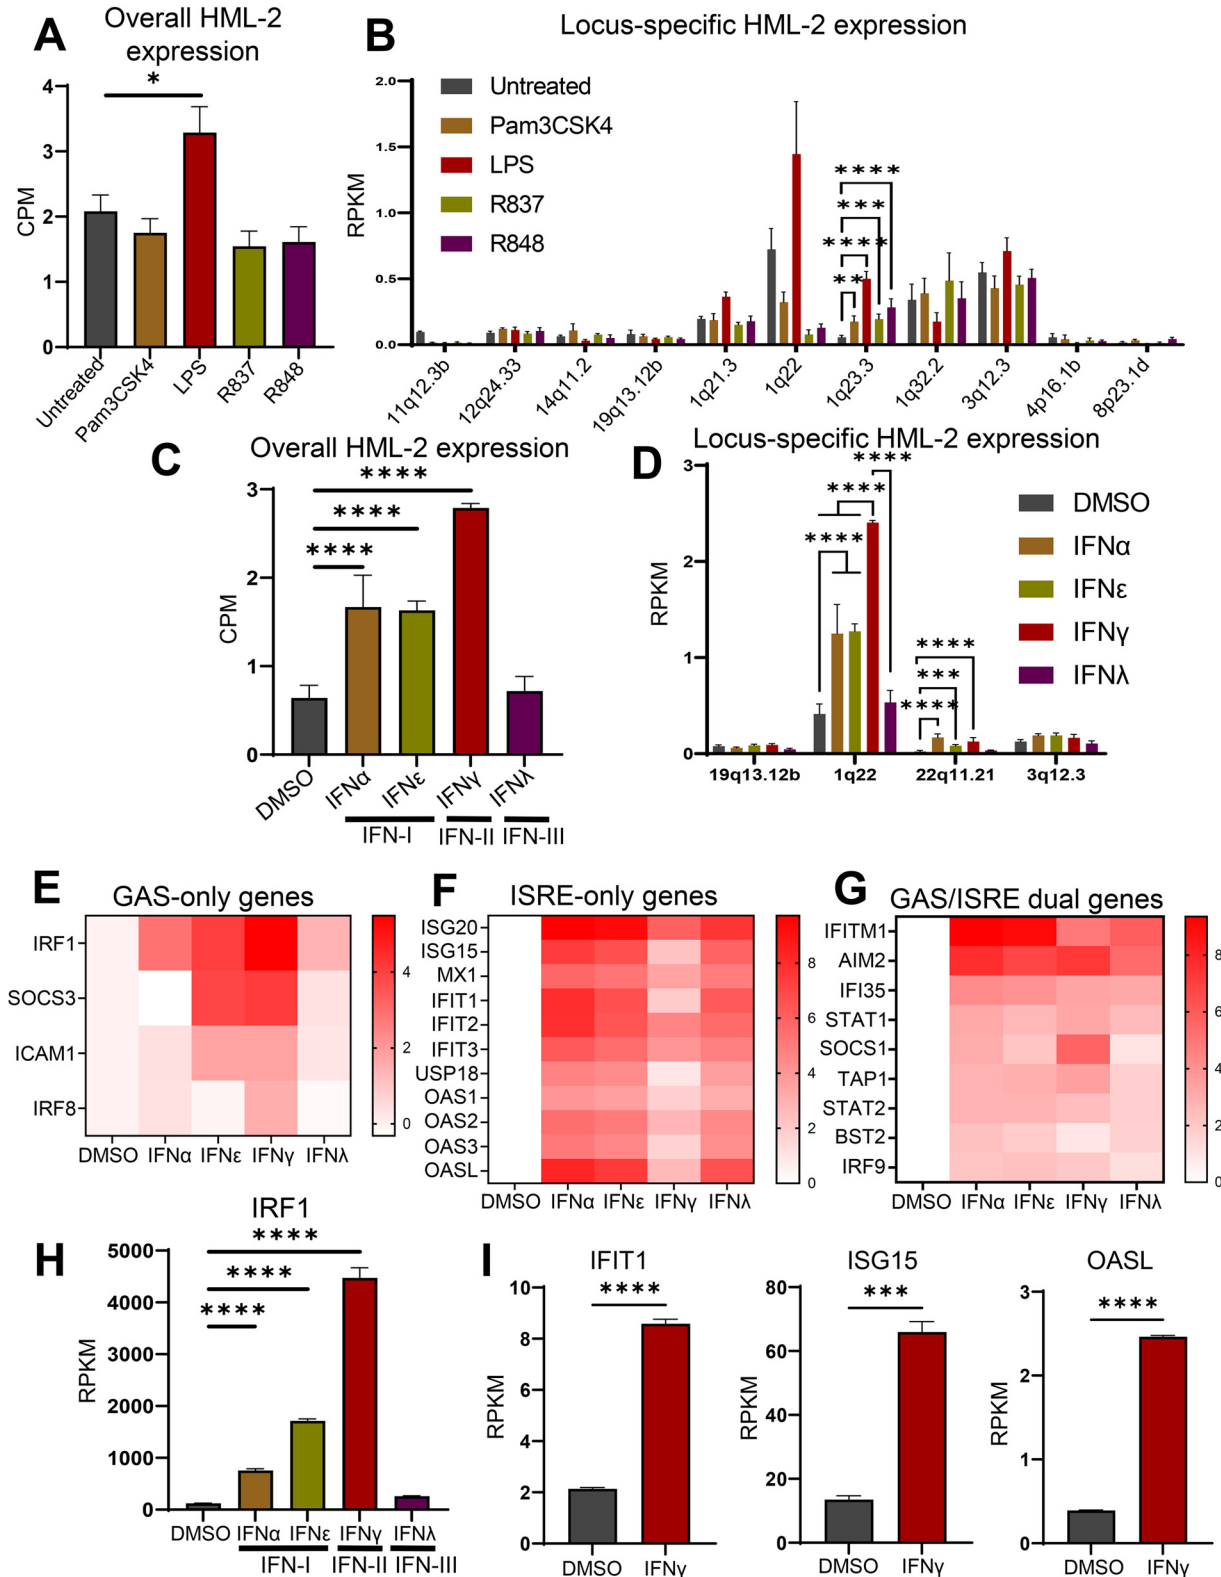 A
Overall HML-2
expression
*
CPM
4
3
2
1
0
Untreated
Pam3CSK4
LPS
R837
R848
B
Locus-specific HML-2 expression
RPKM
2.0
1.5
1.0
0.5
0.0
Untreated
Pam3CSK4
LPS
R837
R848
****
***
****
**
11q12.3b
12q24.33
14q11.2
19q13.12b
1q21.3
1q22
1q23.3
1q32.2
3q12.3
4p16.1b
8p23.1d
C
Overall HML-2 expression
****
****
****
CPM
3
2
1
0
DMSO
IFNα
IFNε
IFNγ
IFNλ
IFN-I
IFN-II
IFN-III
D
Locus-specific HML-2 expression
****
****
****
****
***
****
RPKM
3
2
1
0
DMSO
IFNα
IFNε
IFNγ
IFNλ
19q13.12b
1q22
22q11.21
3q12.3
E
GAS-only genes
IRF1
SOCS3
ICAM1
IRF8
DMSO IFNα IFNε IFNγ IFNλ
4
2
0
F
ISRE-only genes
ISG20
ISG15
MX1
IFIT1
IFIT2
IFIT3
USP18
OAS1
OAS2
OAS3
OASL
DMSO IFNα IFNε IFNγ IFNλ
8
6
4
2
0
G
GAS/ISRE dual genes
IFITM1
AIM2
IFI35
STAT1
SOCS1
TAP1
STAT2
BST2
IRF9
DMSO IFNα IFNε IFNγ IFNλ
8
6
4
2
0
H
IRF1
****
****
****
RPKM
5000
4000
3000
2000
1000
0
DMSO IFNα IFNε IFNγ IFNλ
IFN-I IFN-II IFN-III
I
IFIT1
****
RPKM
10
8
6
4
2
0
DMSO IFNγ
ISG15
***
RPKM
80
60
40
20
0
DMSO IFNγ
OASL
****
RPKM
3
2
1
0
DMSO IFNγ